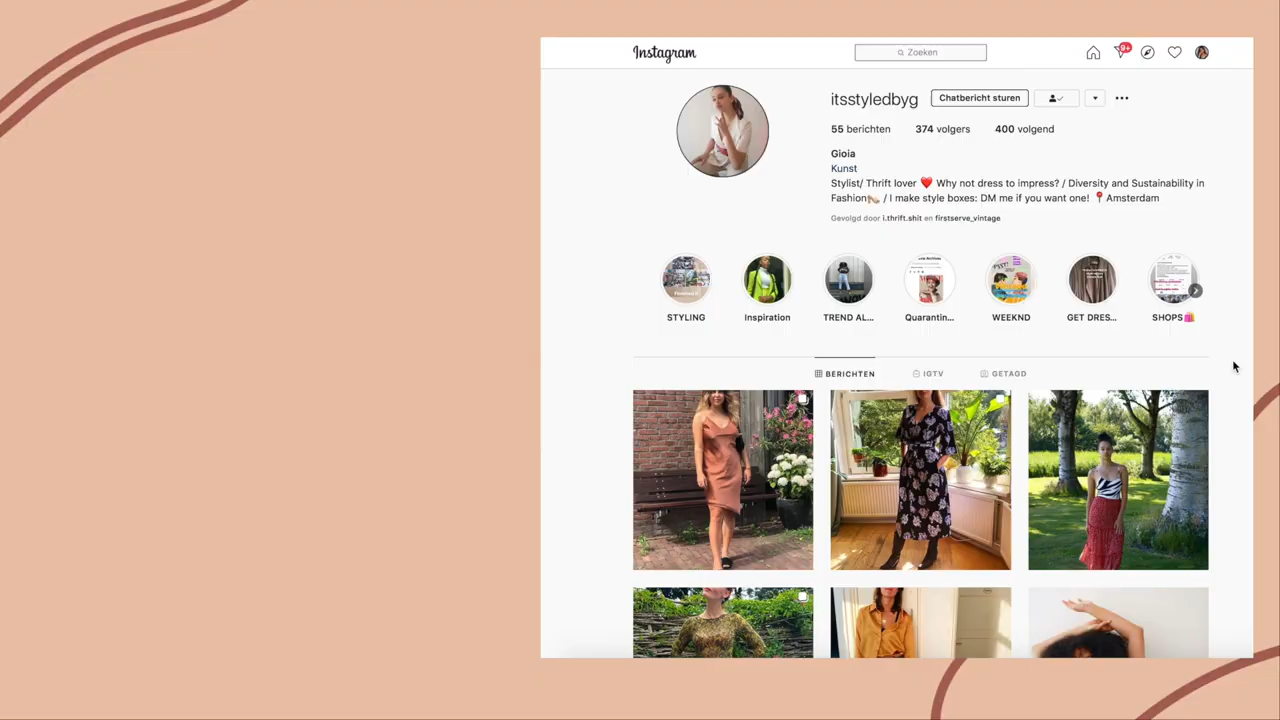 Instagram
Zoeken
9+
itsstyledbyg
Chatbericht sturen
55 berichten 374 volgers 400 volgend
Gioia
Kunst
Stylist/ Thrift lover ❤️ Why not dress to impress? / Diversity and Sustainability in
Fashion / I make style boxes: DM me if you want one! 📍Amsterdam
Gevolgd door i.thrift.shit en firstserve_vintage
STYLING Inspiration TREND AL... Quarantin... WEEKND GET DRES... SHOPS🛍️
BERICHTEN IGTV GETAGD